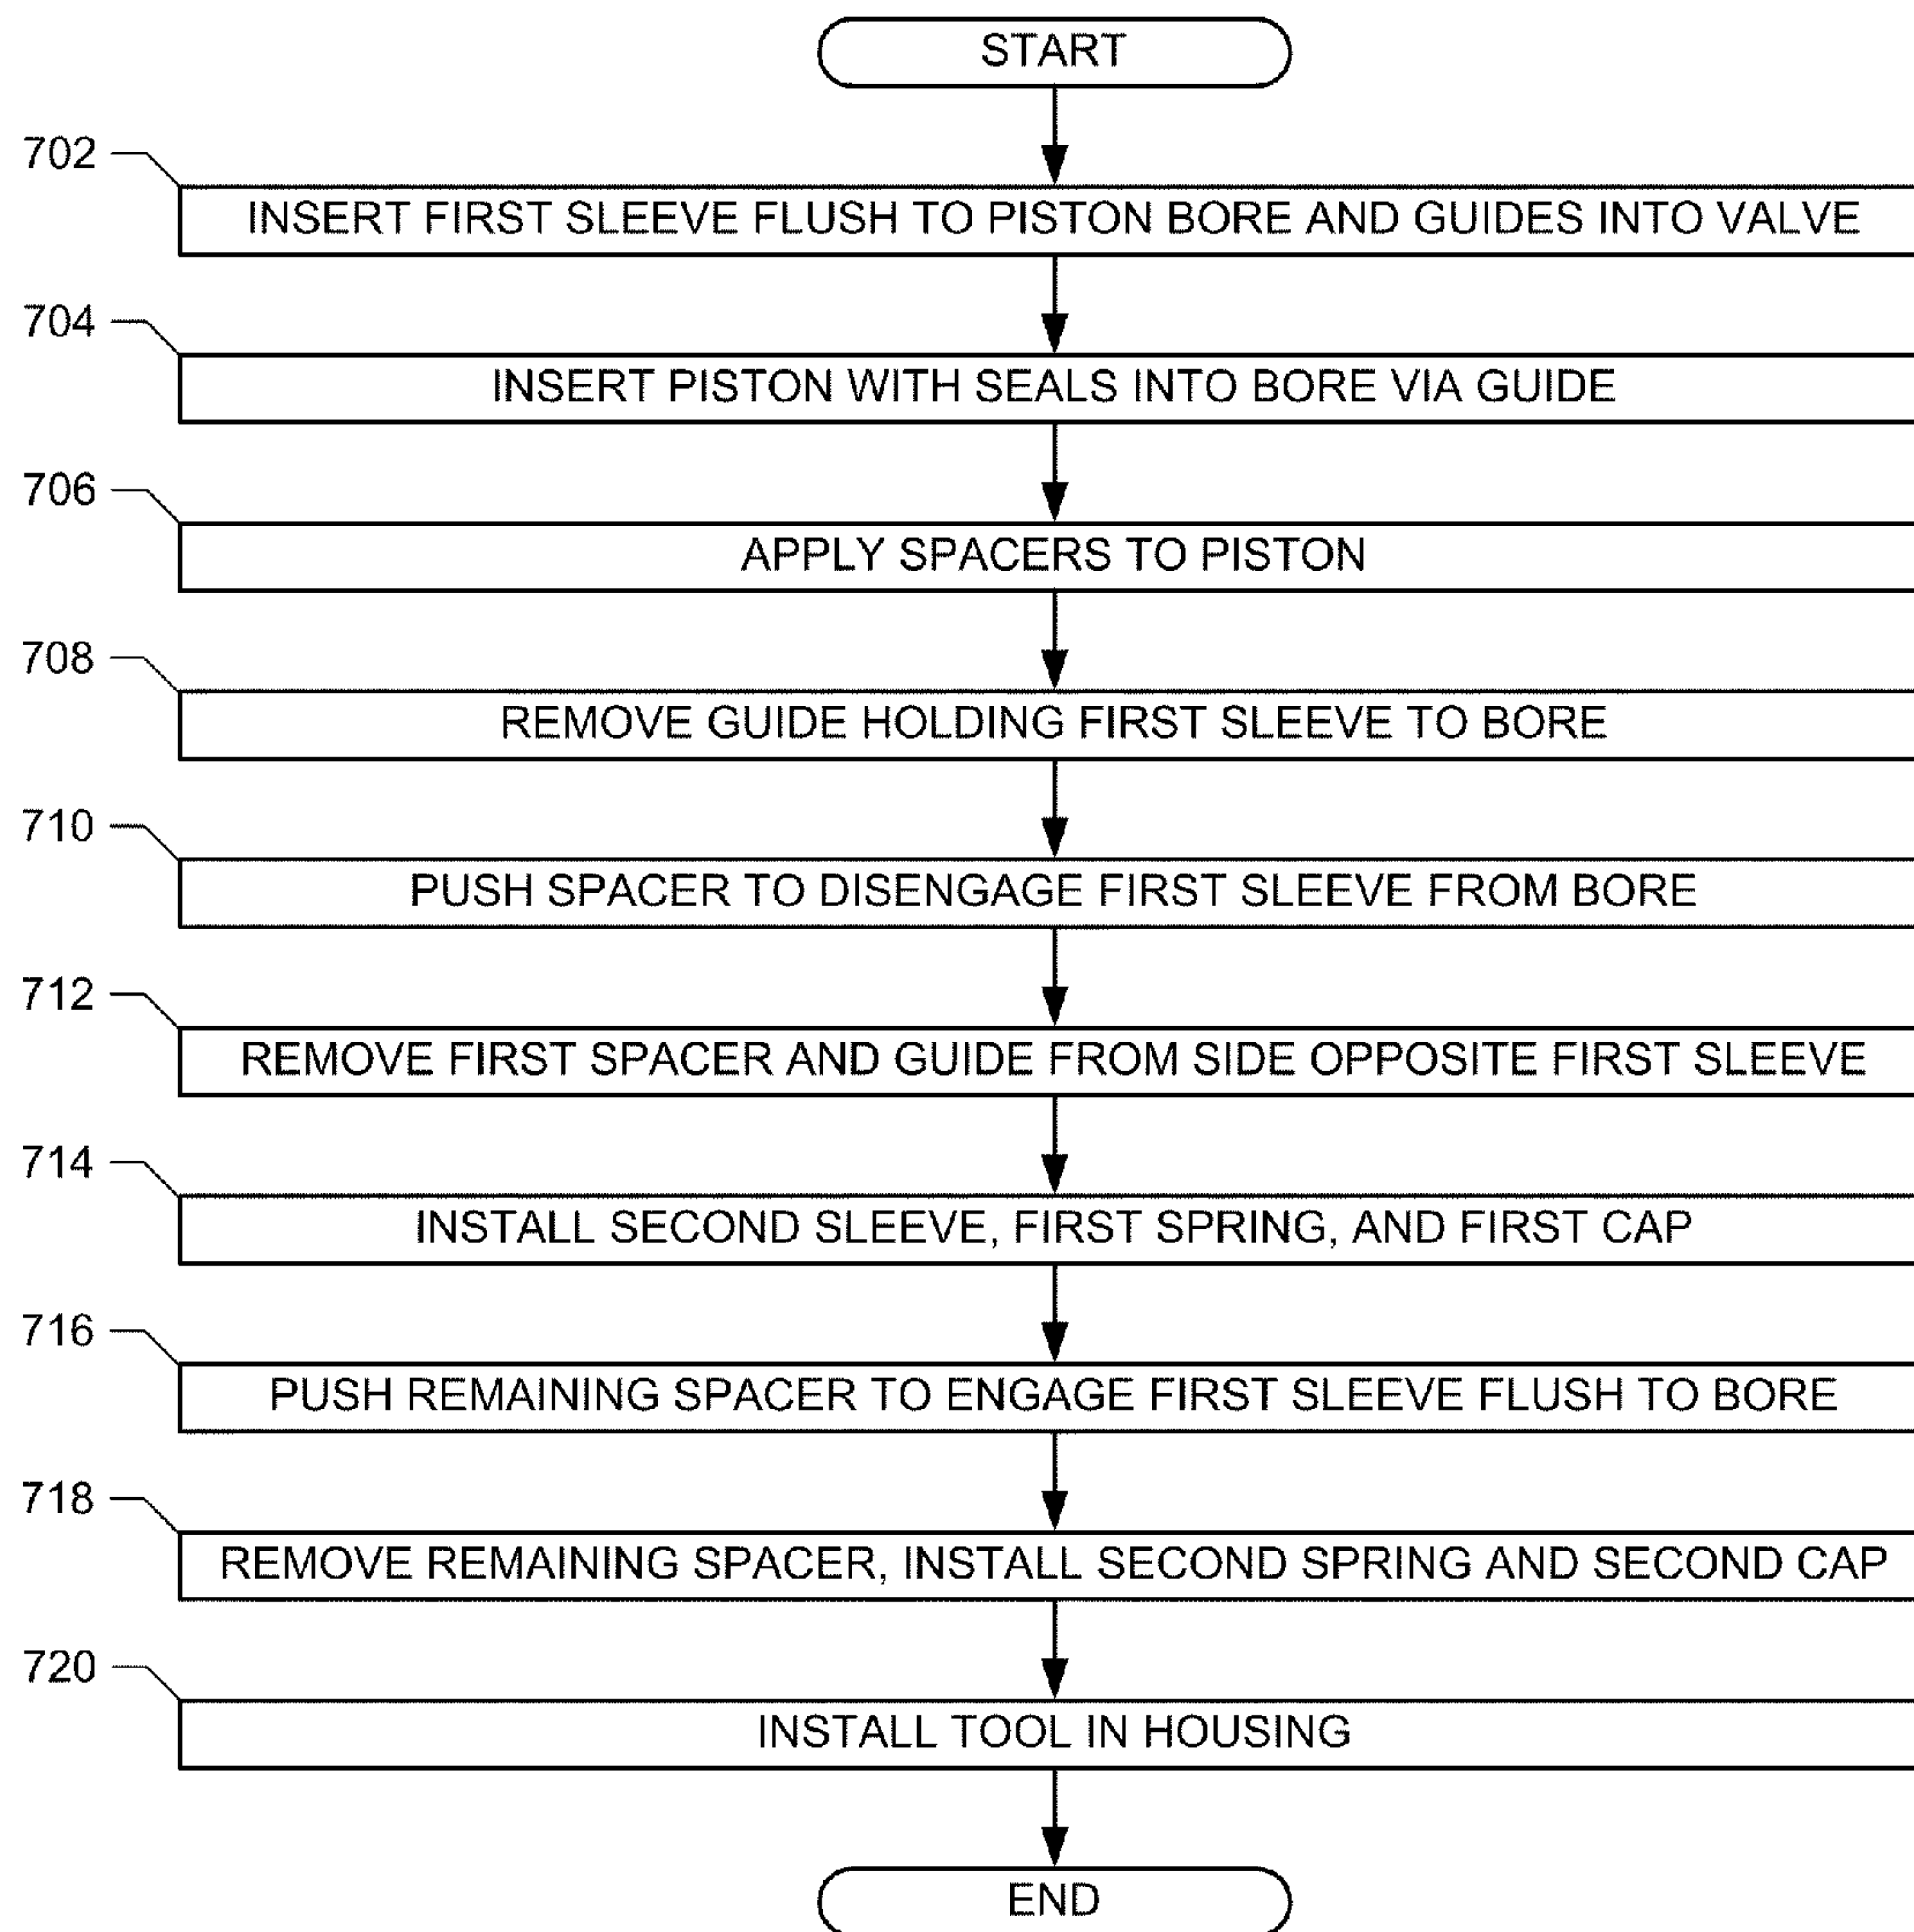 START
702
INSERT FIRST SLEEVE FLUSH TO PISTON BORE AND GUIDES INTO VALVE
704
INSERT PISTON WITH SEALS INTO BORE VIA GUIDE
706
APPLY SPACERS TO PISTON
708
REMOVE GUIDE HOLDING FIRST SLEEVE TO BORE
710
PUSH SPACER TO DISENGAGE FIRST SLEEVE FROM BORE
712
REMOVE FIRST SPACER AND GUIDE FROM SIDE OPPOSITE FIRST SLEEVE
714
INSTALL SECOND SLEEVE, FIRST SPRING, AND FIRST CAP
716
PUSH REMAINING SPACER TO ENGAGE FIRST SLEEVE FLUSH TO BORE
718
REMOVE REMAINING SPACER, INSTALL SECOND SPRING AND SECOND CAP
720
INSTALL TOOL IN HOUSING
END